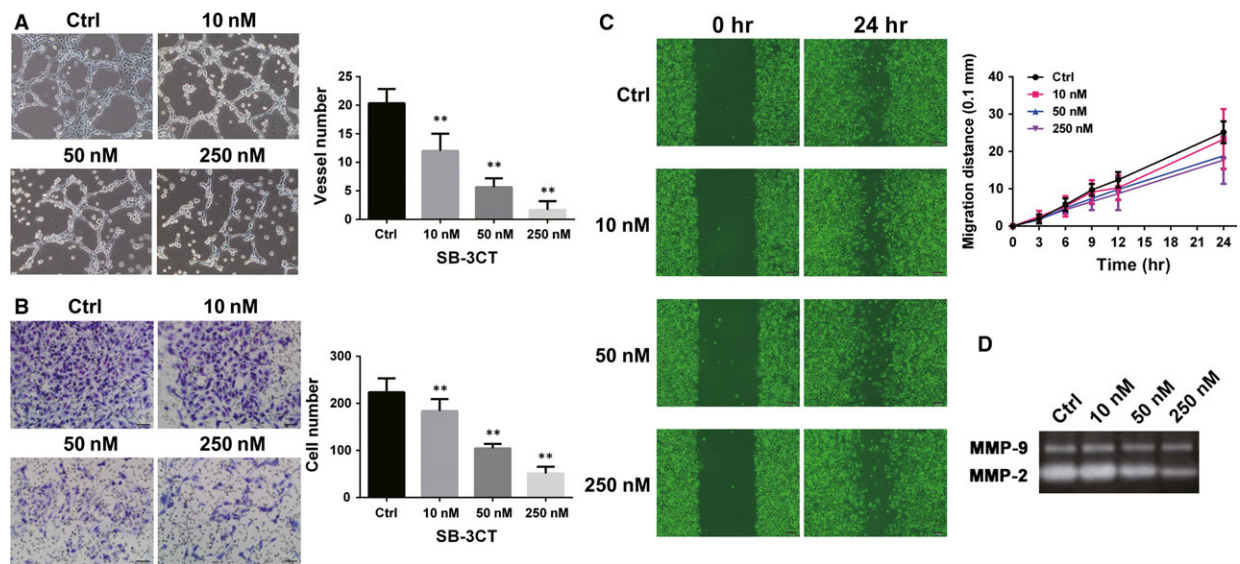 A
Ctrl 10 nM
50 nM 250 nM
Vessel number
25
20
15
10
5
0
Ctrl 10 nM 50 nM 250 nM
SB-3CT
** ** **
B
Ctrl 10 nM
50 nM 250 nM
Cell number
300
200
100
0
Ctrl 10 nM 50 nM 250 nM
SB-3CT
** ** **
C
0 hr 24 hr
Ctrl
10 nM
50 nM
250 nM
Migration distance (0.1 mm)
40
30
20
10
0
Ctrl
10 nM
50 nM
250 nM
0 3 6 9 12 15 18 21 24
Time (hr)
D
Ctrl 10 nM 50 nM 250 nM
MMP-9
MMP-2